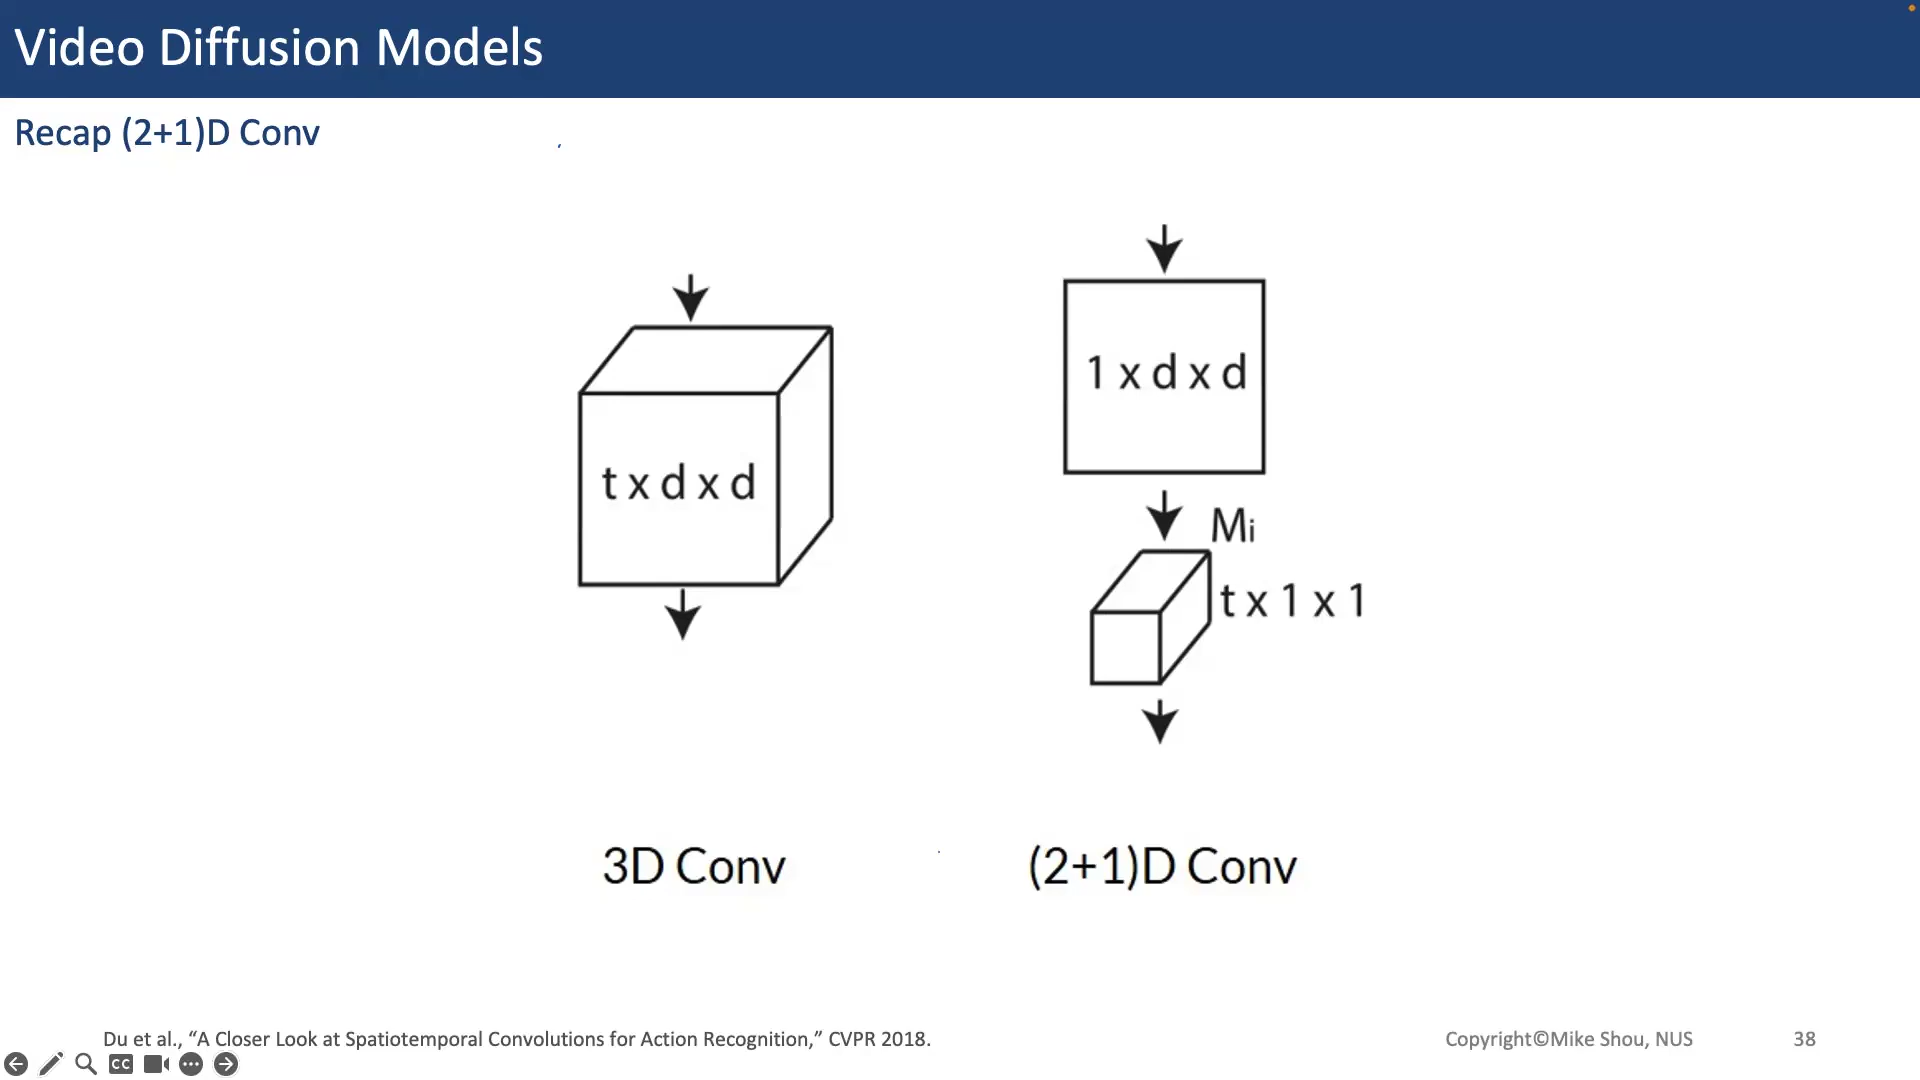 Video Diffusion Models
Recap (2+1)D Conv
t x d x d
1 x d x d
Mi
t x 1 x 1
3D Conv
(2+1)D Conv
Du et al., “A Closer Look at Spatiotemporal Convolutions for Action Recognition,” CVPR 2018.
Copyright©Mike Shou, NUS
38
CC